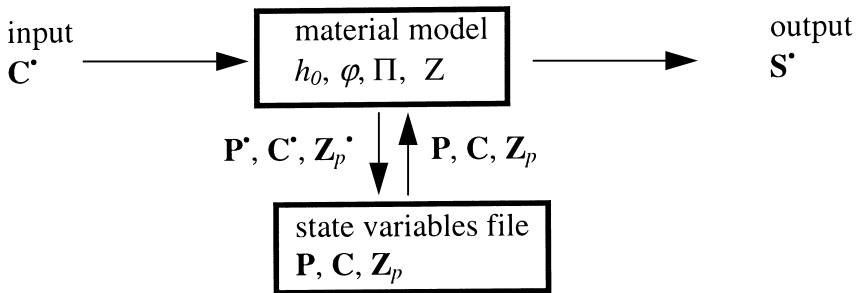 input
C•
material model
h0, φ, Π, Z
output
S•
P•, C•, Zp•
P, C, Zp
state variables file
P, C, Zp